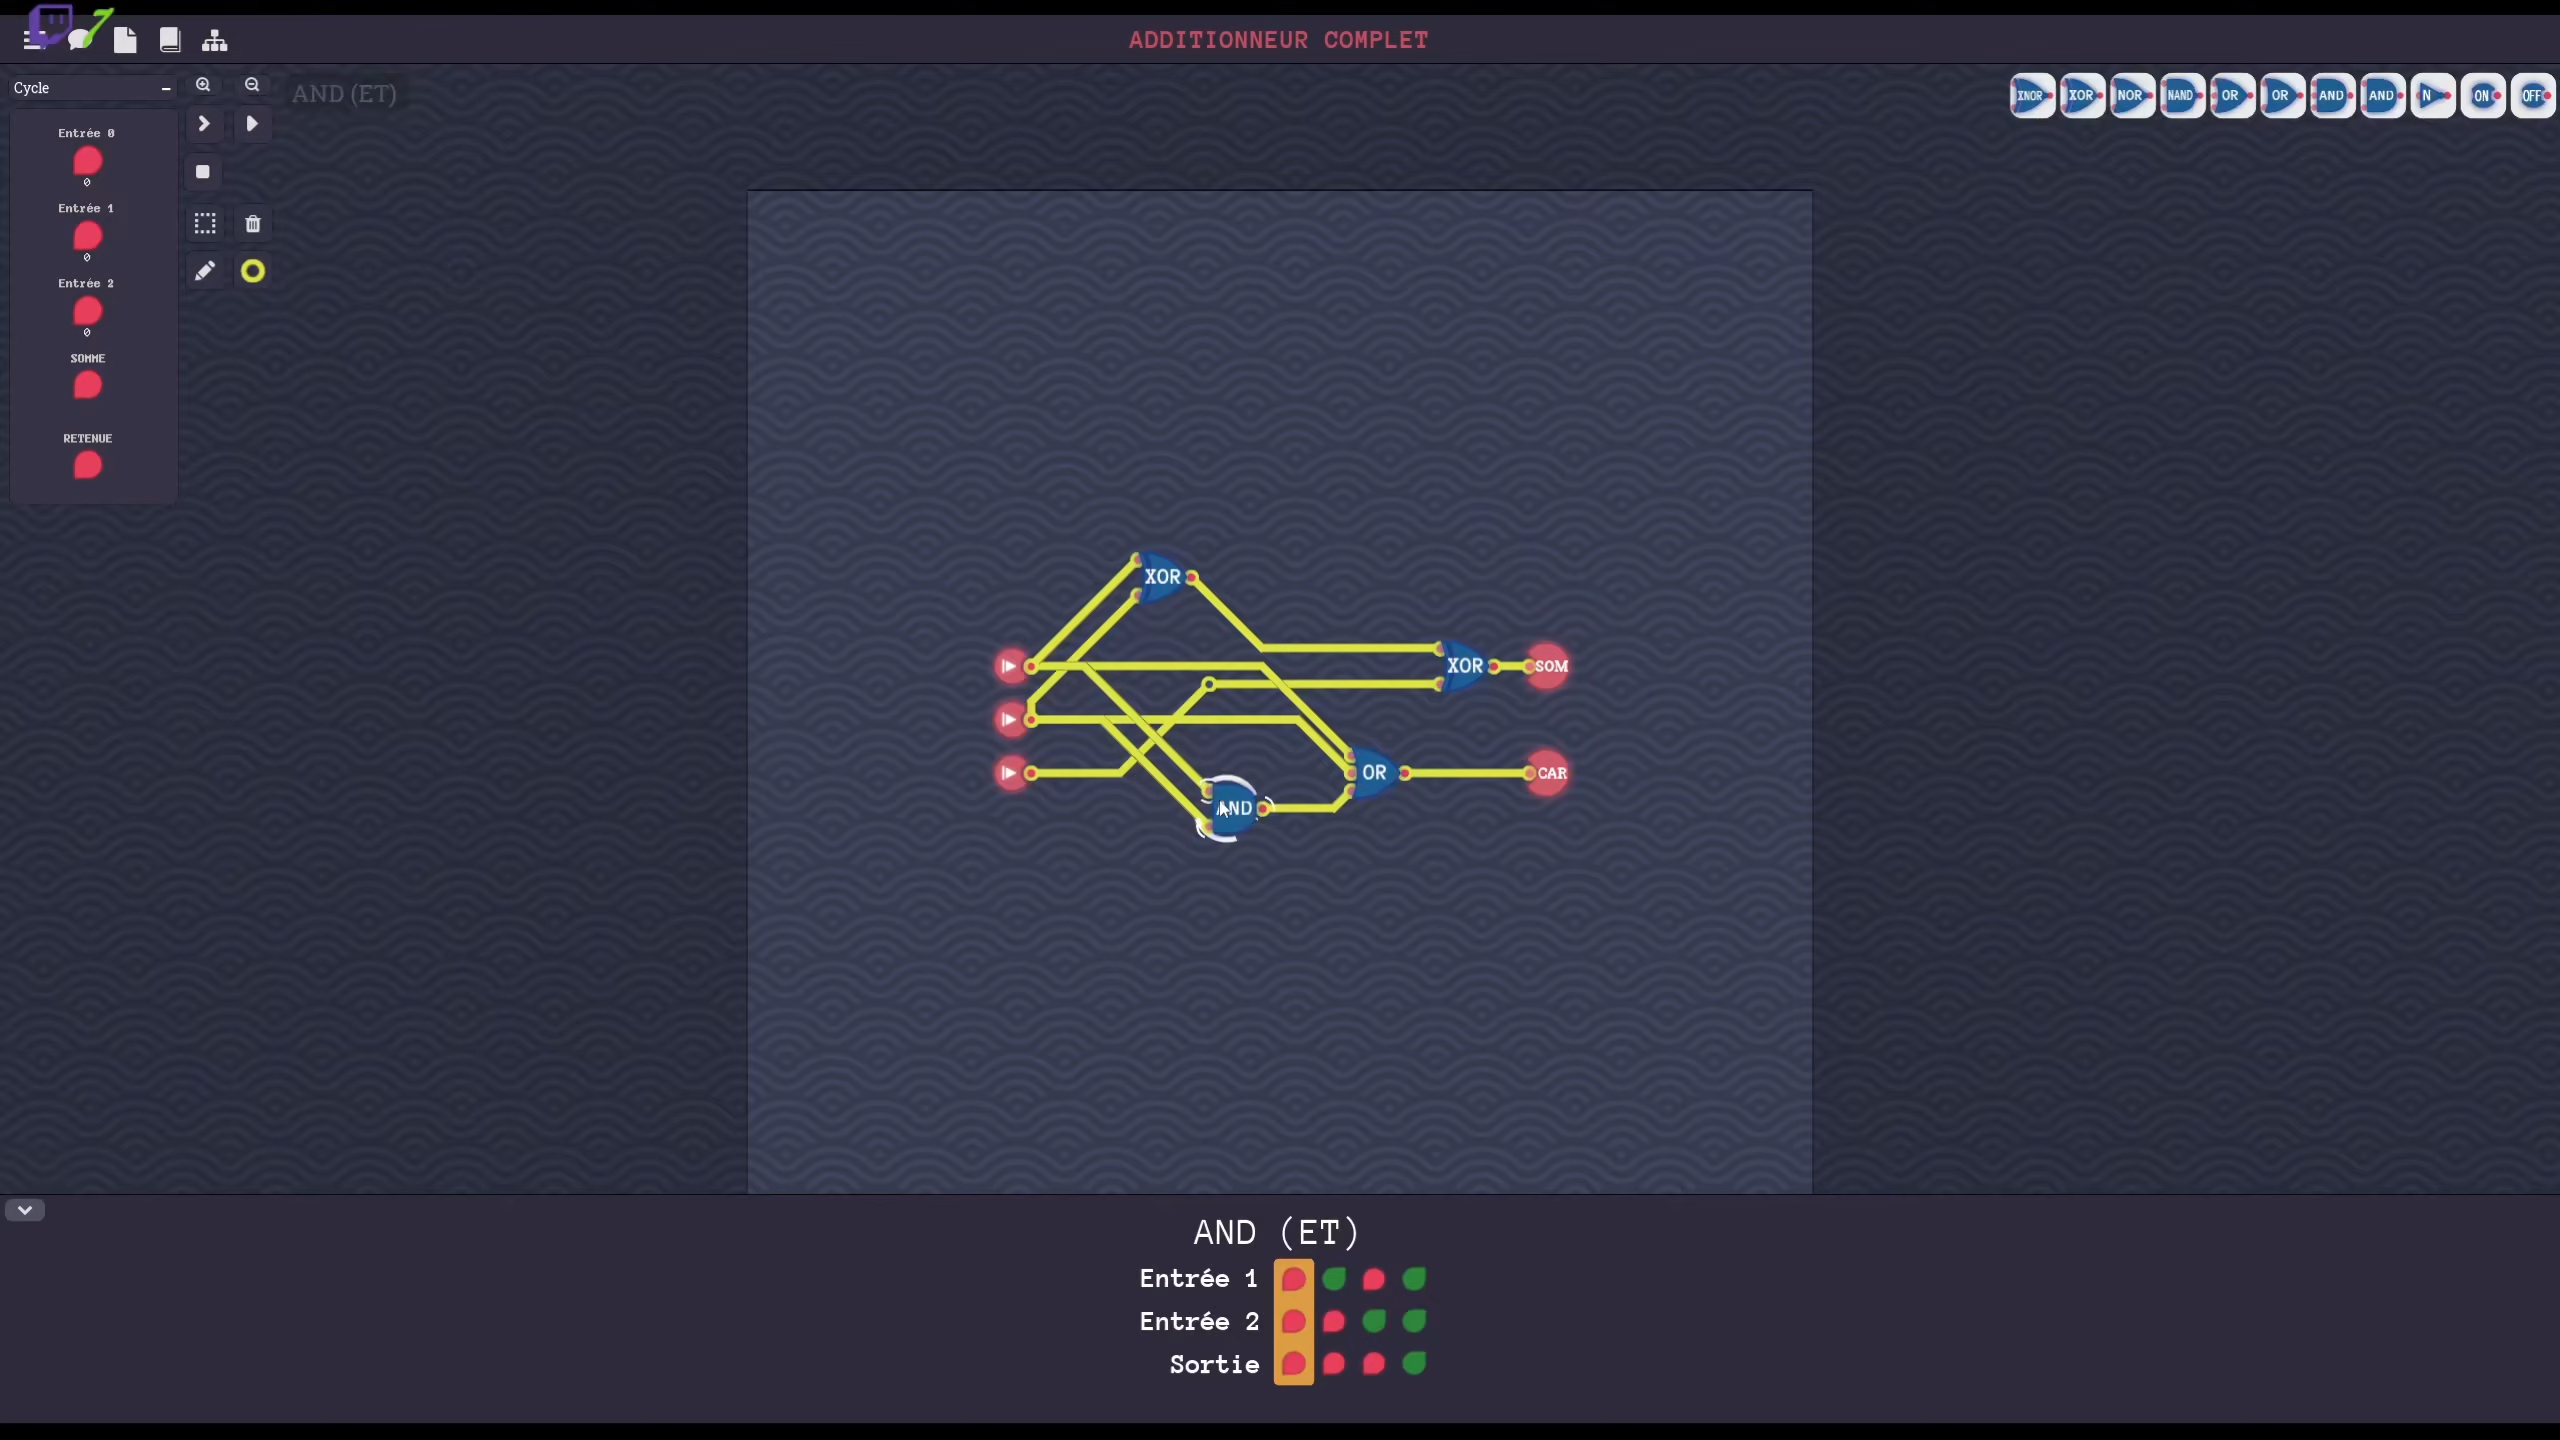 ADDITIONNEUR COMPLET
Cycle
AND (ET)
XNOR XOR NOR NAND OR OR AND AND N ON OFF
Entrée 0
0
Entrée 1
0
Entrée 2
0
SOMME
RETENUE
XOR
XOR SOM
OR CAR
AND
AND (ET)
Entrée 1
Entrée 2
Sortie